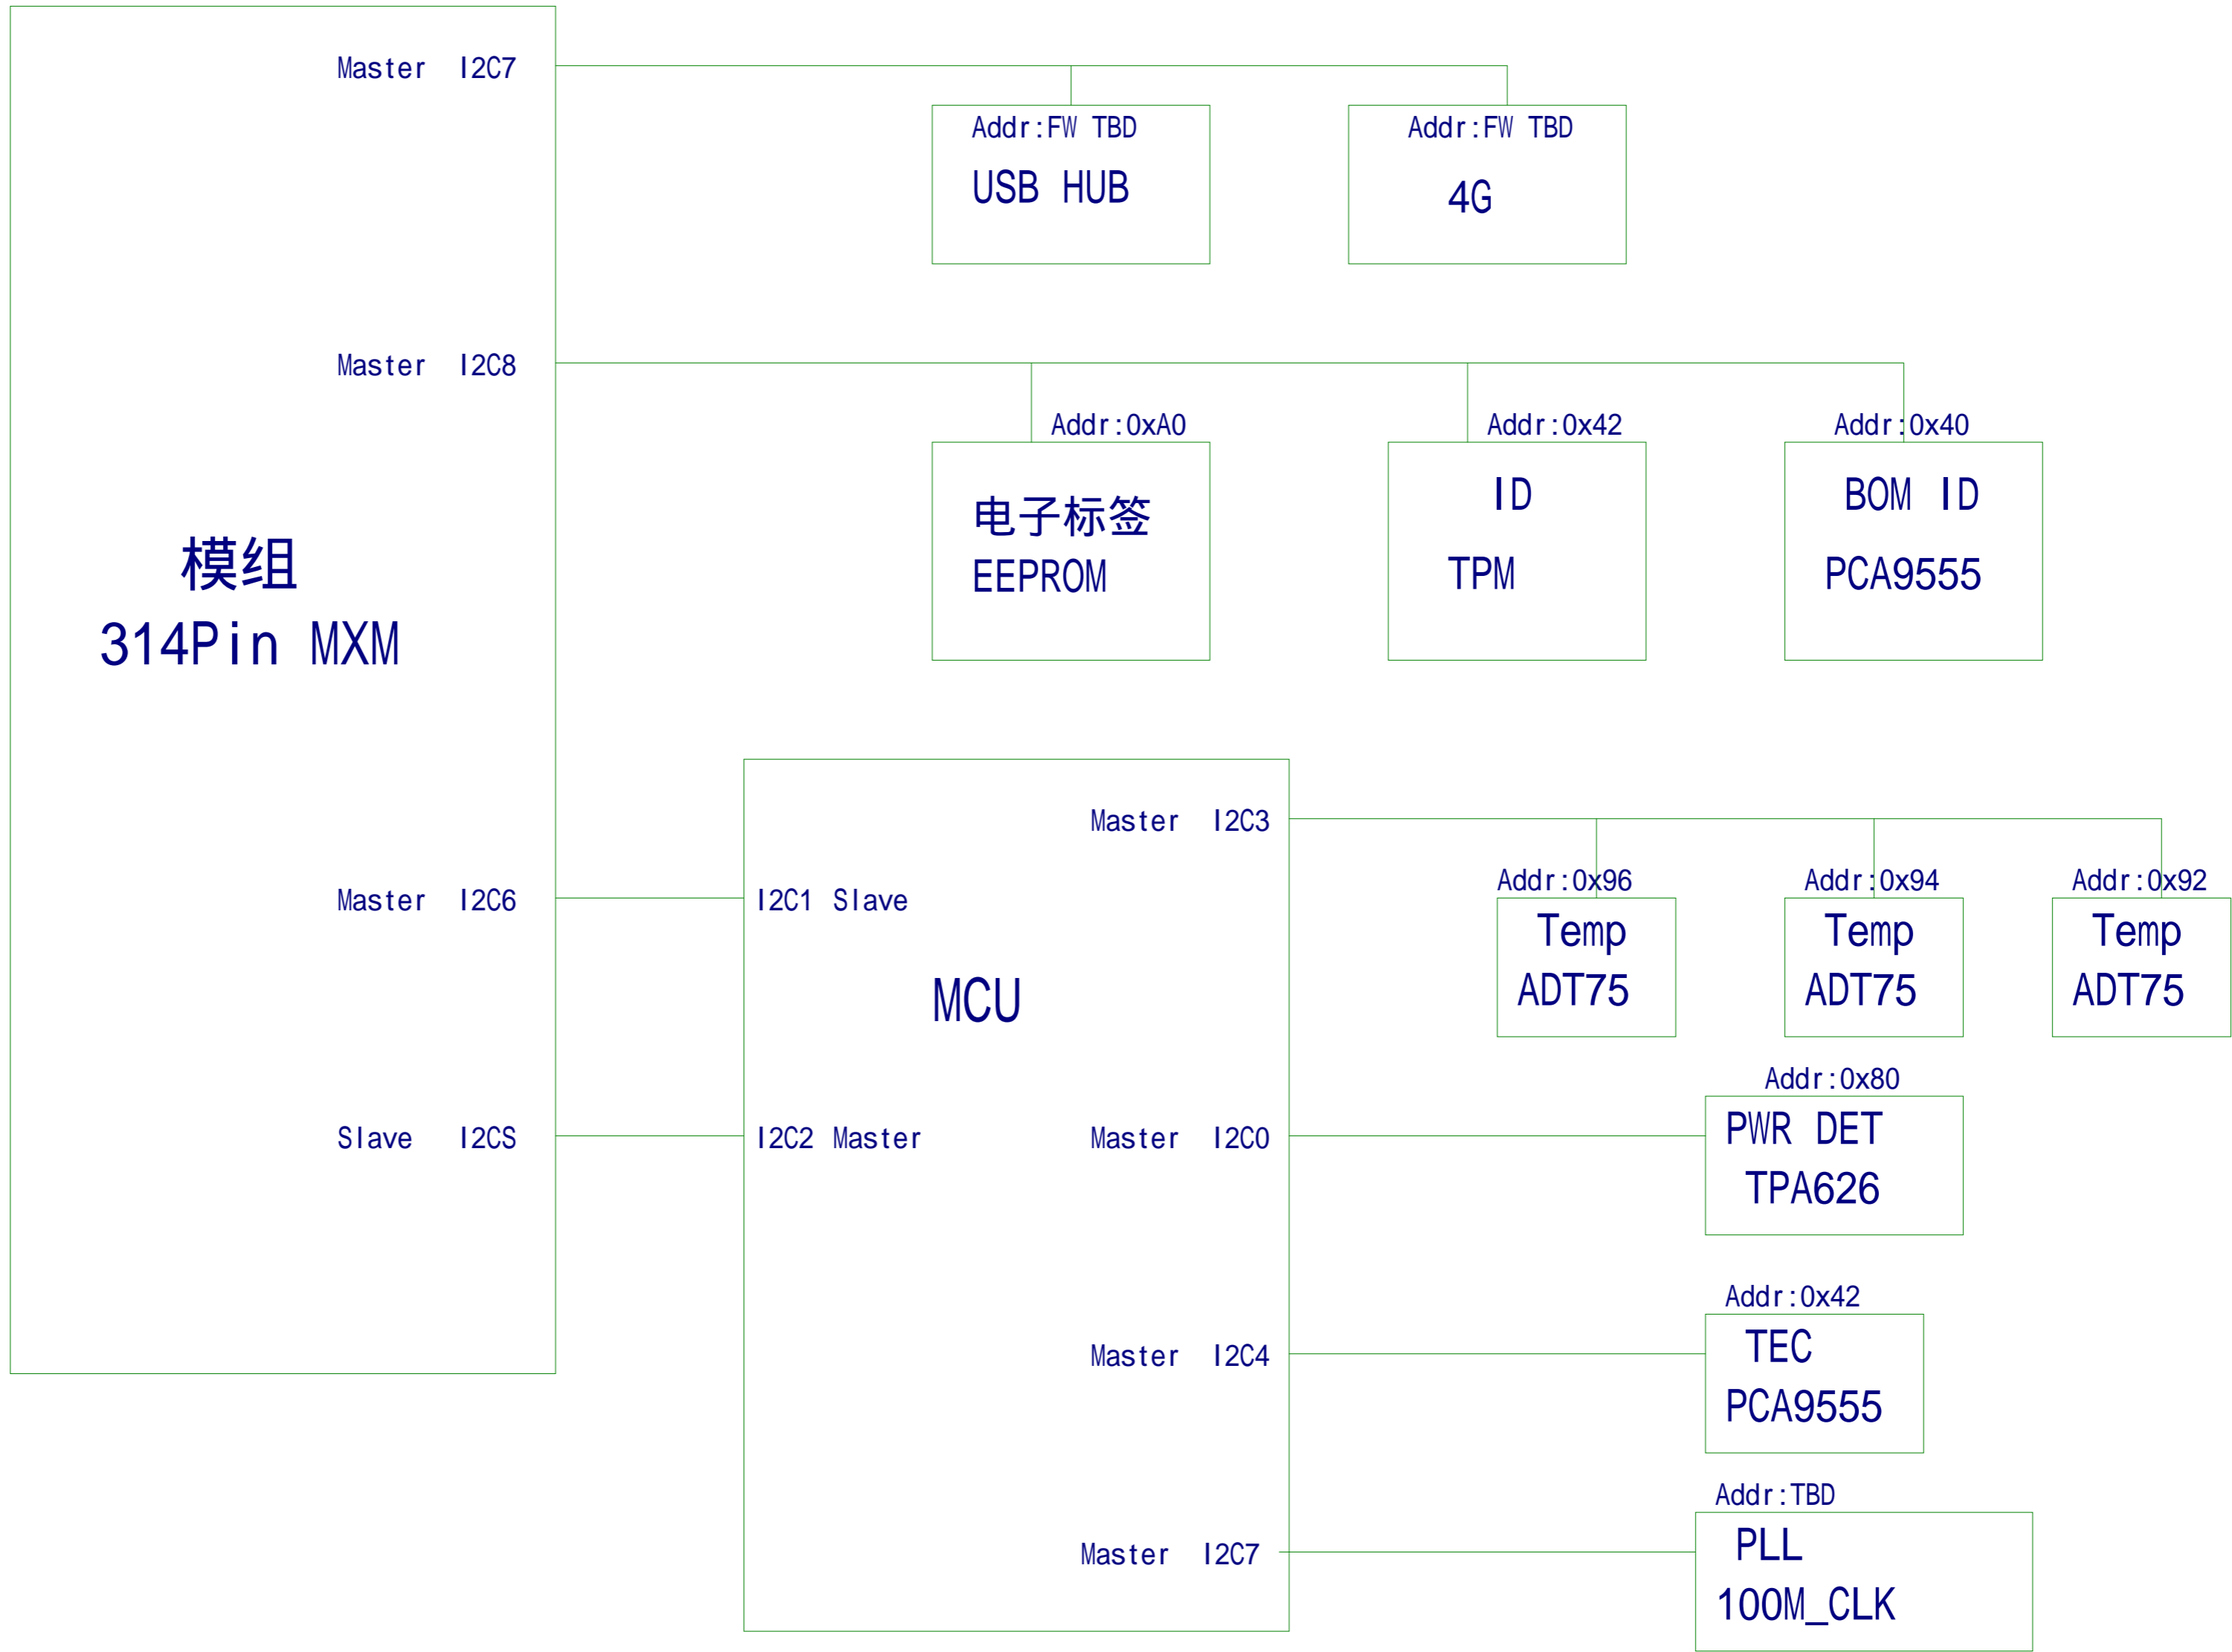 Master I2C7
Addr:FW TBD
USB HUB
Addr:FW TBD
4G
Master I2C8
Addr:0xA0
电子标签
EEPROM
Addr:0x42
ID
TPM
Addr:0x40
BOM ID
PCA9555
模组
314Pin MXM
Master I2C6
Slave I2CS
I2C1 Slave
MCU
I2C2 Master
Master I2C3
Addr:0x96
Temp
ADT75
Addr:0x94
Temp
ADT75
Addr:0x92
Temp
ADT75
Master I2C0
Addr:0x80
PWR DET
TPA626
Master I2C4
Addr:0x42
TEC
PCA9555
Master I2C7
Addr:TBD
PLL
100M_CLK